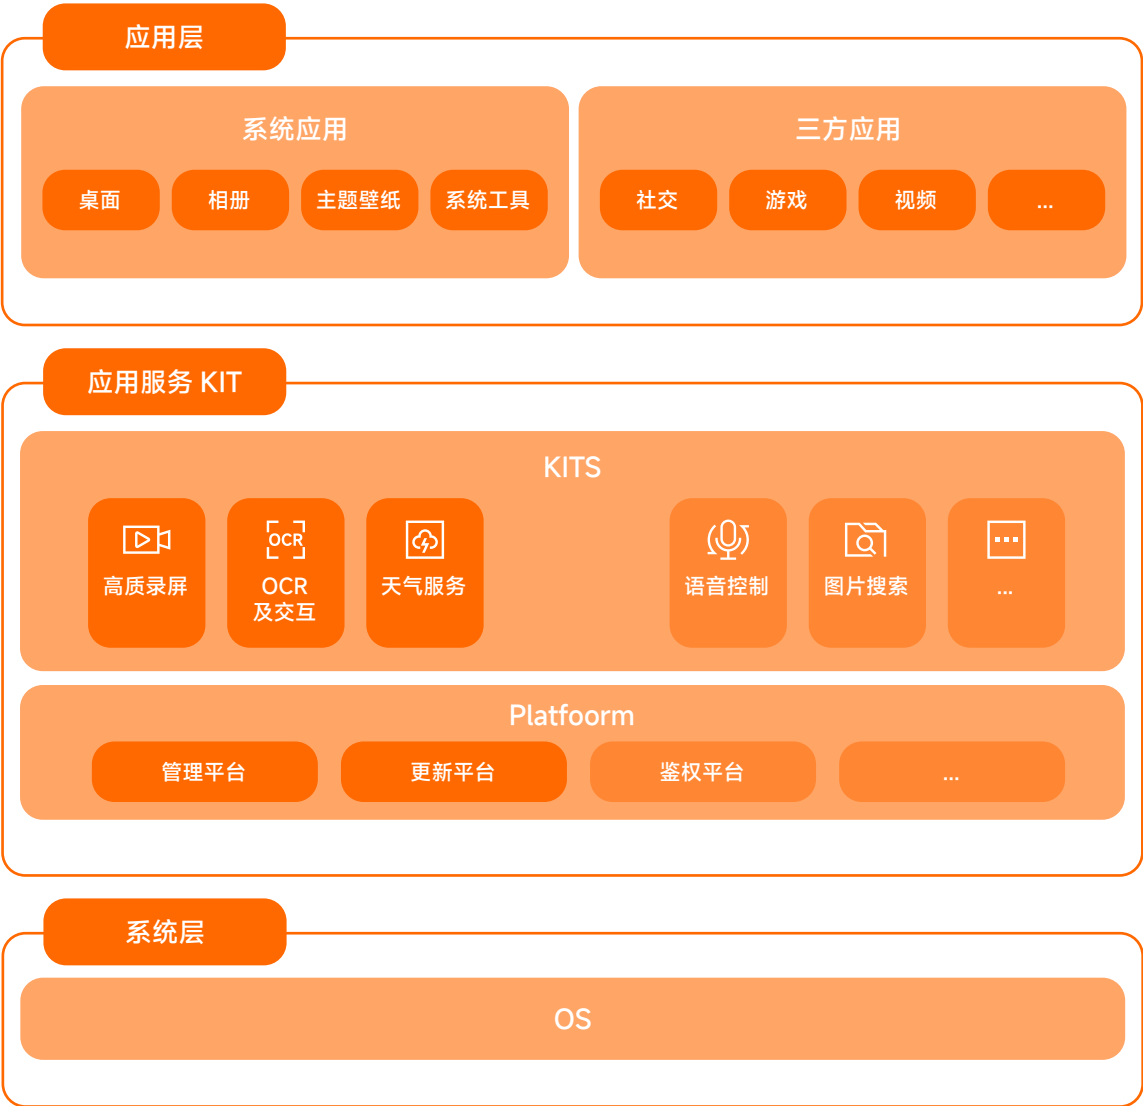 应用层
系统应用
桌面
相册
主题壁纸
系统工具
三方应用
社交
游戏
视频
...
应用服务 KIT
KITS
高质录屏
OCR
OCR
及交互
天气服务
语音控制
图片搜索
...
Platfoorm
管理平台
更新平台
鉴权平台
...
系统层
OS